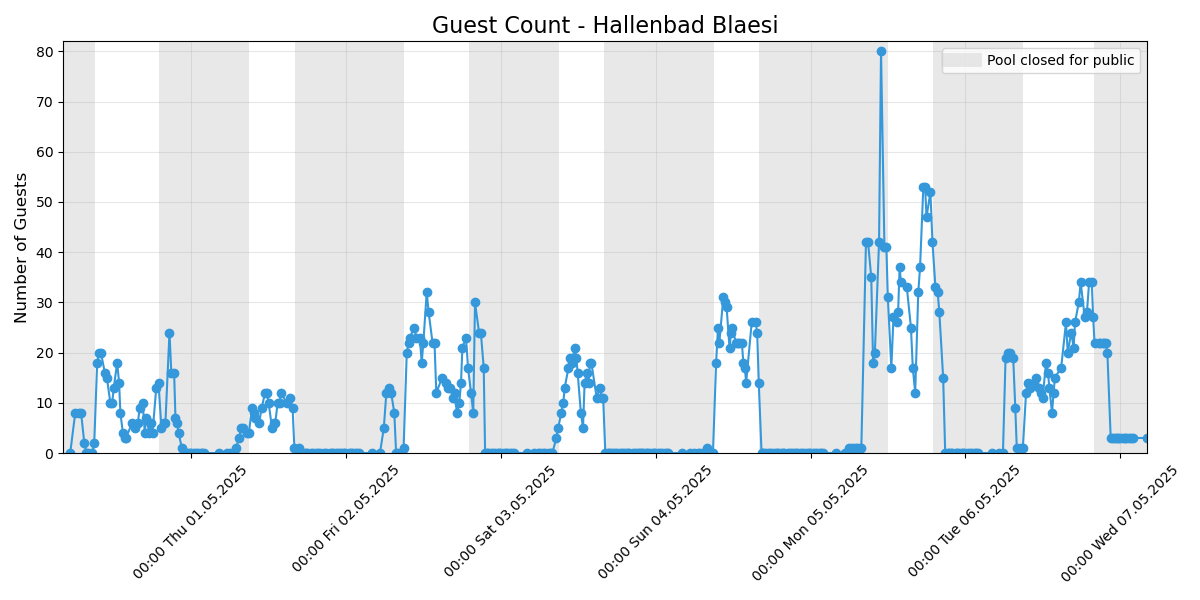 Guest Count - Hallenbad Blaesi
Pool closed for public
Number of Guests
80
70
60
50
40
30
20
10
0
00:00 Thu 01.05.2025
00:00 Fri 02.05.2025
00:00 Sat 03.05.2025
00:00 Sun 04.05.2025
00:00 Mon 05.05.2025
00:00 Tue 06.05.2025
00:00 Wed 07.05.2025